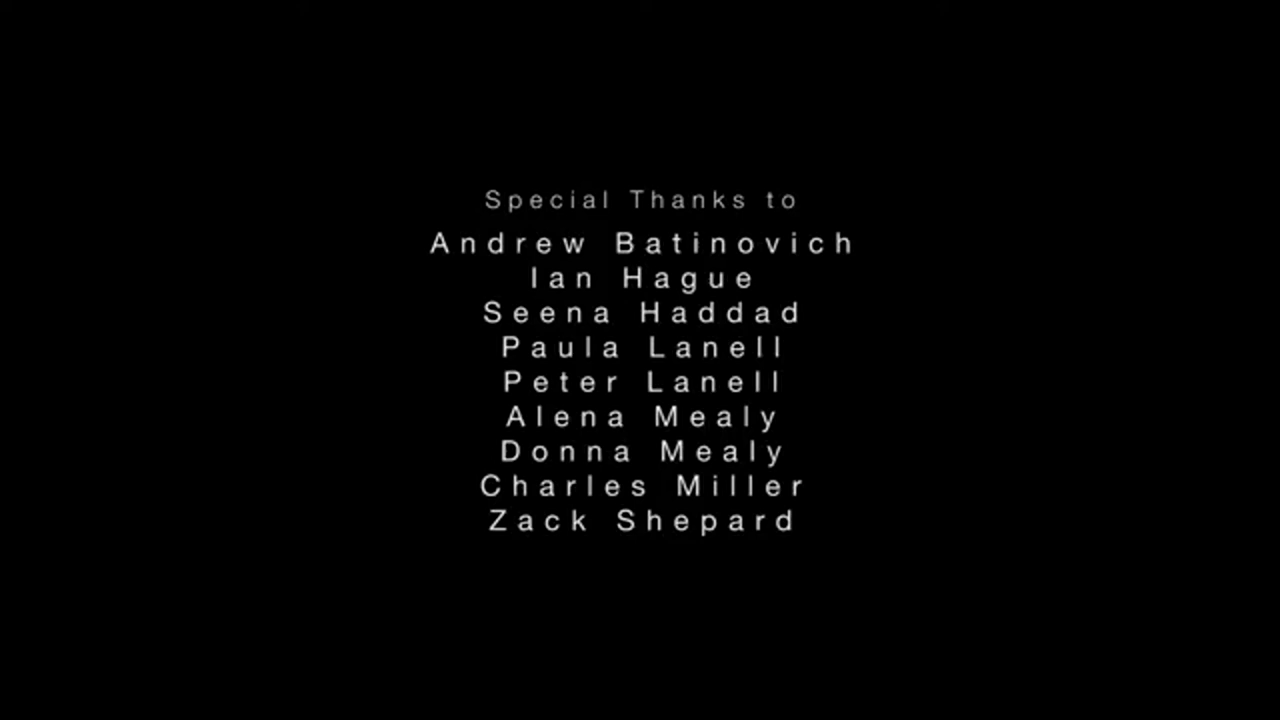 Special Thanks to
Andrew Batinovich
Ian Hague
Seena Haddad
Paula Lanell
Peter Lanell
Alena Mealy
Donna Mealy
Charles Miller
Zack Shepard